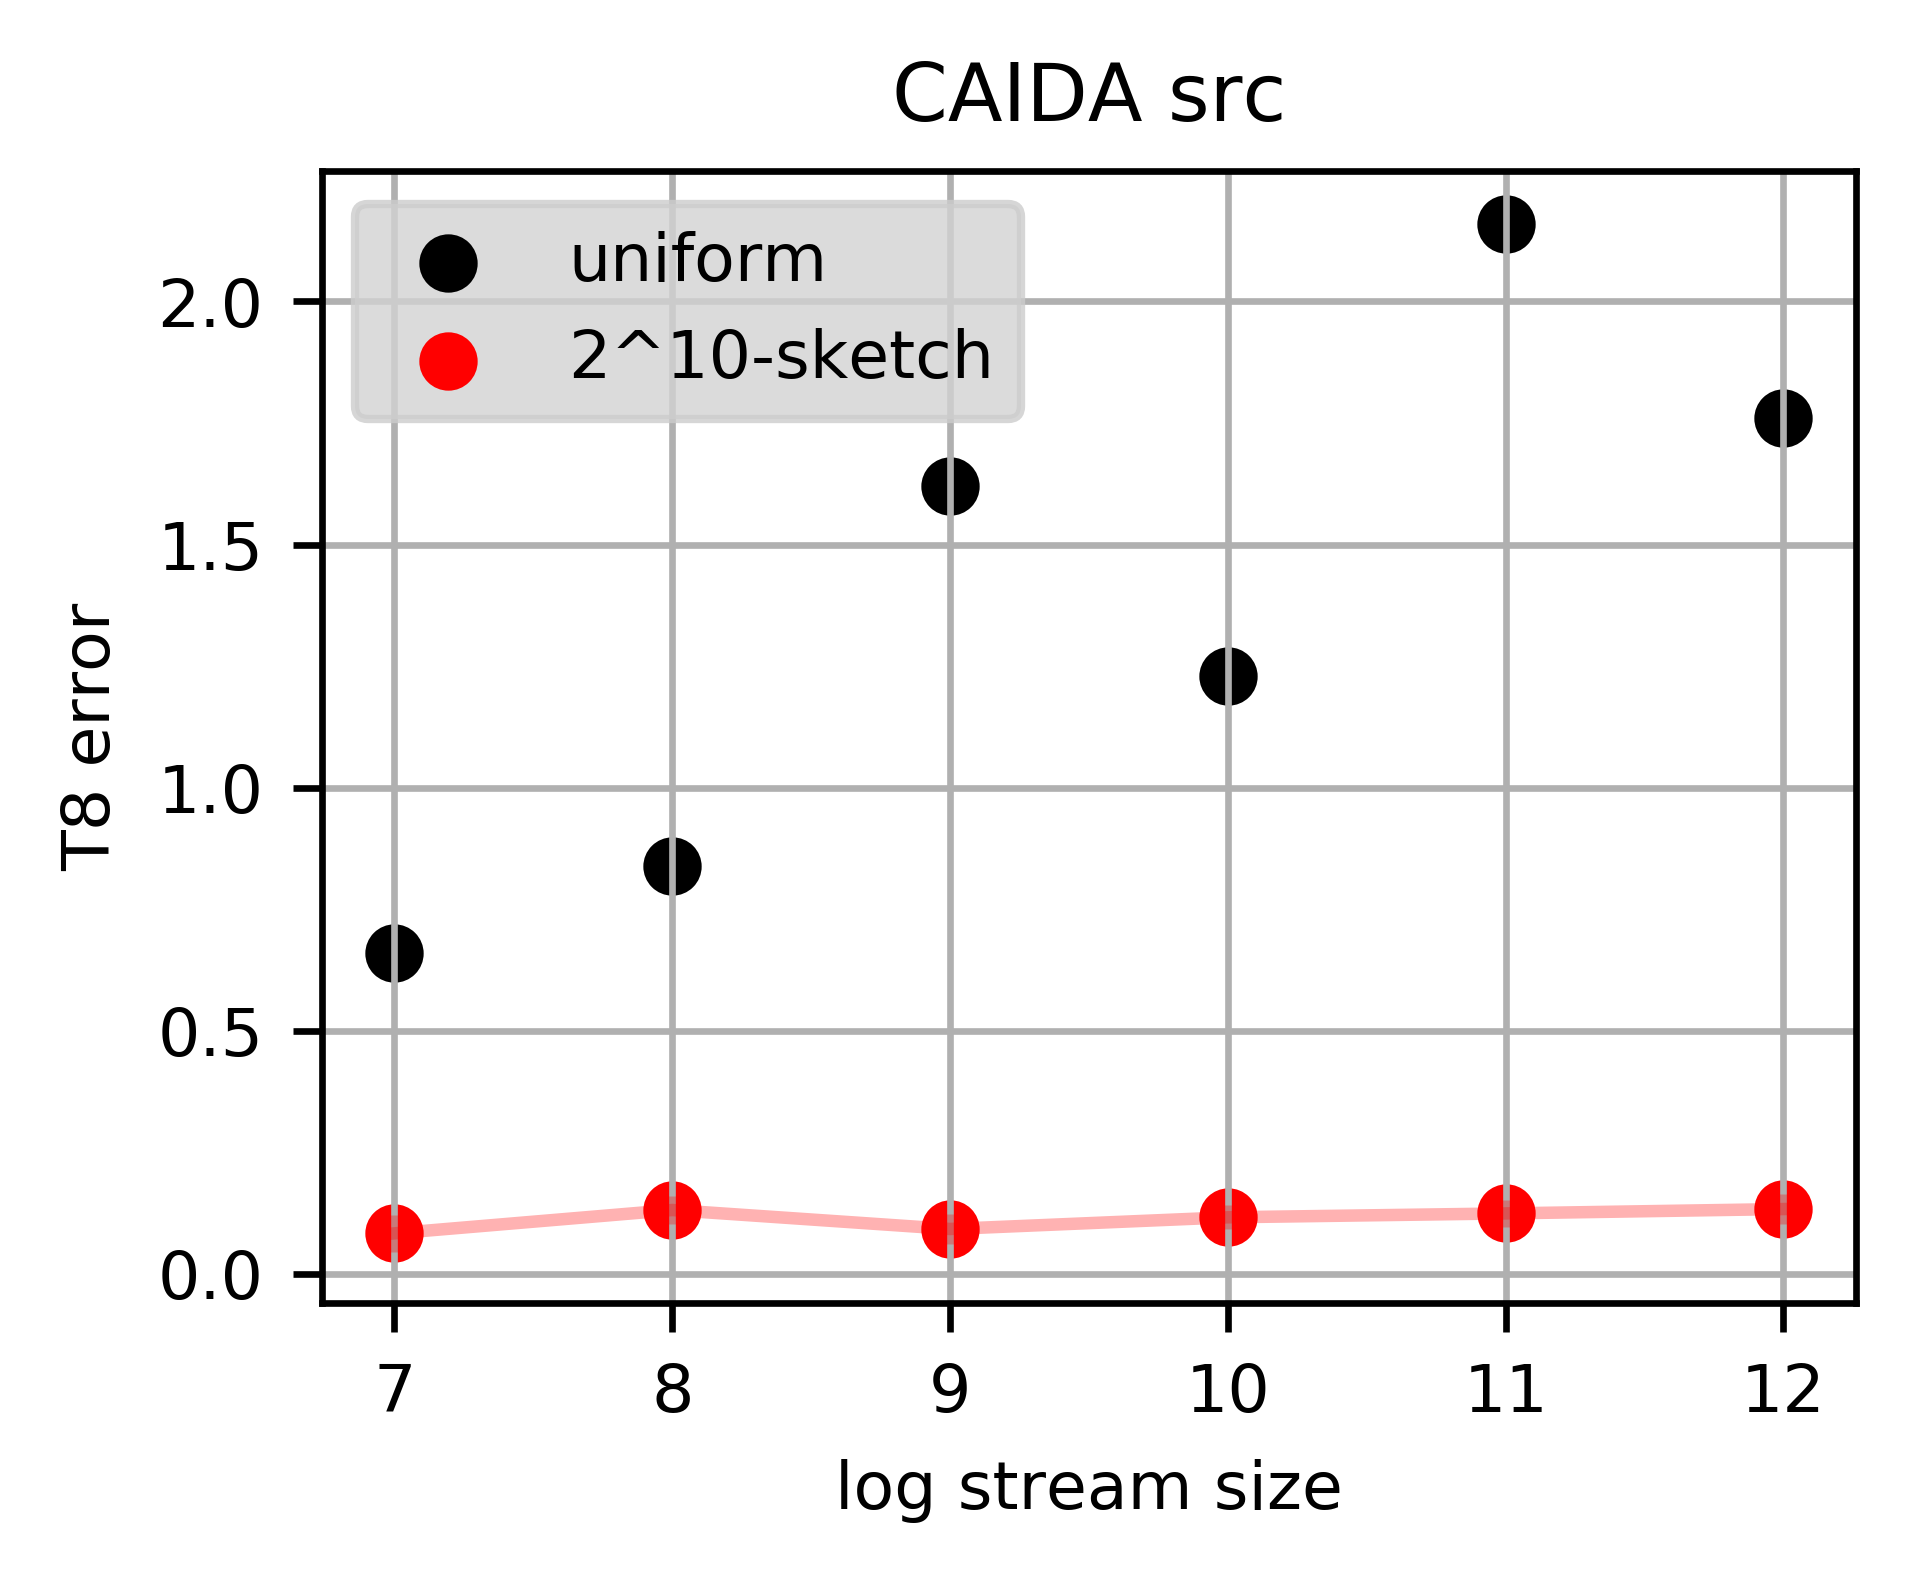 CAIDA src
uniform
2^10-sketch
T8 error
2.0
1.5
1.0
0.5
0.0
7 8 9 10 11 12
log stream size